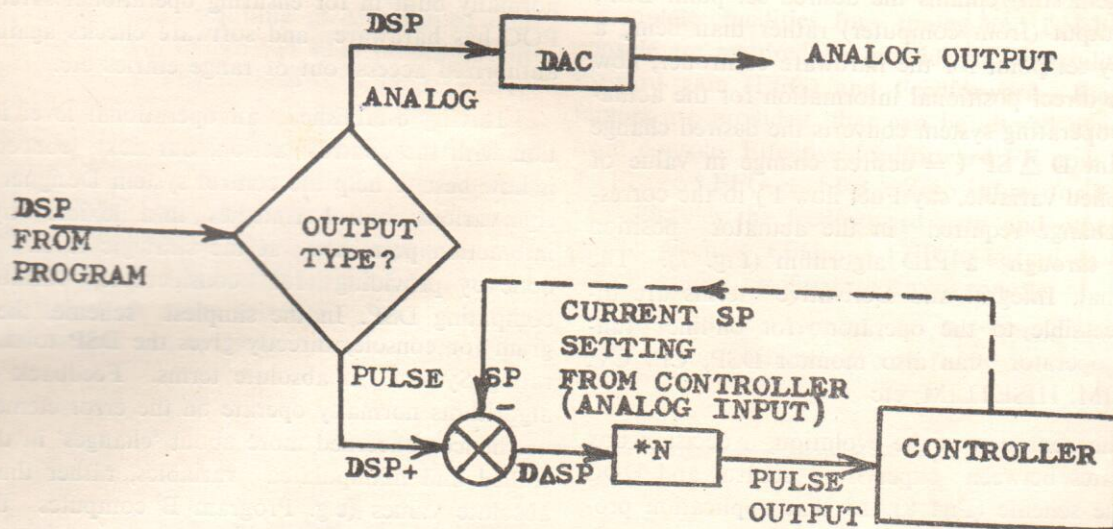 DSP
DAC
ANALOG OUTPUT
ANALOG
DSP
FROM
PROGRAM
OUTPUT
TYPE?
CURRENT SP
SETTING
FROM CONTROLLER
(ANALOG INPUT)
PULSE
SP
-
DSP+
D∆SP
*N
PULSE
OUTPUT
CONTROLLER